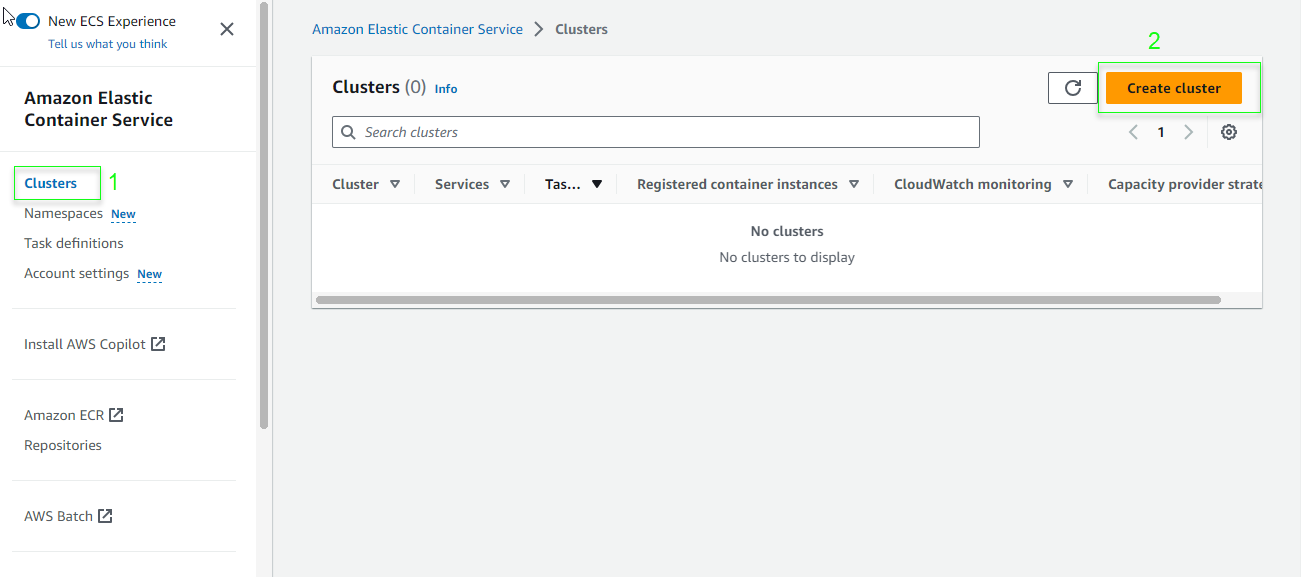 New ECS Experience
Tell us what you think
Amazon Elastic
Container Service
Clusters 1
Namespaces New
Task definitions
Account settings New
Install AWS Copilot
Amazon ECR
Repositories
AWS Batch
Amazon Elastic Container Service > Clusters
2
Clusters (0) Info
Create cluster
Search clusters
1
Cluster Services Tas... Registered container instances CloudWatch monitoring Capacity provider strate
No clusters
No clusters to display